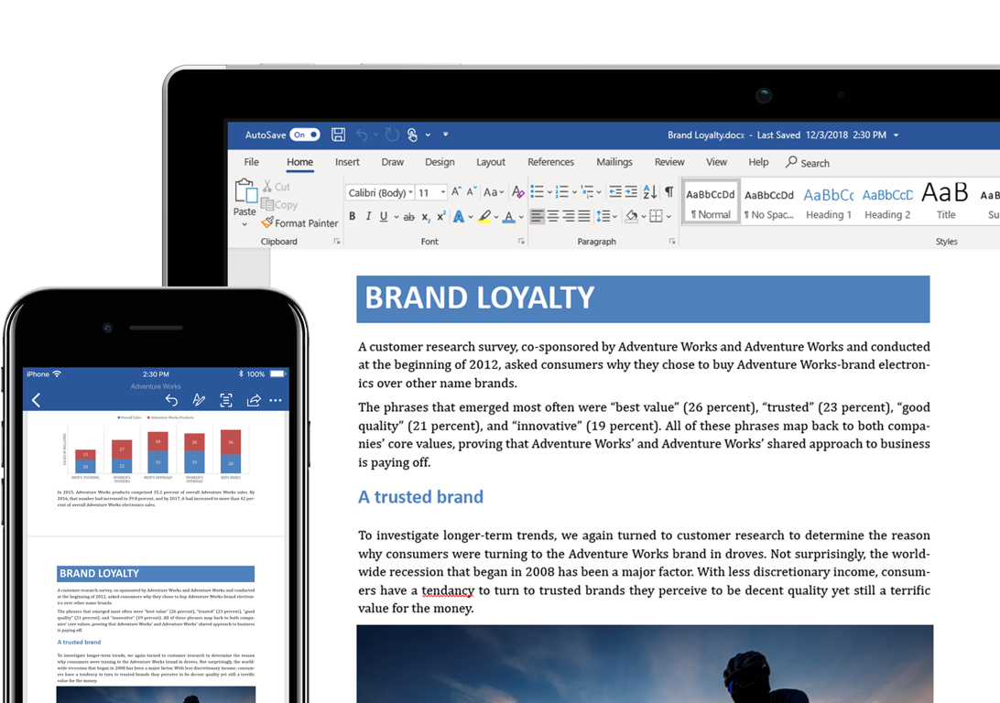 AutoSave On Brand Loyalty.docx - Last Saved 12/3/2018 2:30 PM
File Home Insert Draw Design Layout References Mailings Review View Help Search
Paste
Cut
Copy
Format Painter
Clipboard
Calibri (Body) 11
Font
Paragraph
AaBbCcDd AaBbCcDd AaBbCc AaBbCcD AaB
¶ Normal ¶ No Spac... Heading 1 Heading 2 Title Su
Styles
BRAND LOYALTY
A customer research survey, co-sponsored by Adventure Works and Adventure Works and conducted
at the beginning of 2012, asked consumers why they chose to buy Adventure Works-brand electron-
ics over other name brands.
The phrases that emerged most often were “best value” (26 percent), “trusted” (23 percent), “good
quality” (21 percent), and “innovative” (19 percent). All of these phrases map back to both compa-
nies’ core values, proving that Adventure Works’ and Adventure Works’ shared approach to business
is paying off.
A trusted brand
To investigate longer-term trends, we again turned to customer research to determine the reason
why consumers were turning to the Adventure Works brand in droves. Not surprisingly, the world-
wide recession that began in 2008 has been a major factor. With less discretionary income, consum-
ers have a tendancy to turn to trusted brands they perceive to be decent quality yet still a terrific
value for the money.
iPhone 2:30 PM 100%
Adventure Works
Overall Sales Adventure Works Products
MEN'S TOURING WOMEN'S TOURING MEN'S OFFROAD WOMEN'S OFFROAD KIDS BIKES
In 2015, Adventure Works products comprised 35.2 percent of overall Adventure Works sales. By
2016, that number had increased to 39.8 percent, and by 2017, it had increased to more than 42 per-
cent of overall Adventure Works electronics sales.
BRAND LOYALTY
A customer research survey, co-sponsored by Adventure Works and Adventure Works and conducted
at the beginning of 2012, asked consumers why they chose to buy Adventure Works-brand electron-
ics over other name brands.
The phrases that emerged most often were “best value” (26 percent), “trusted” (23 percent), “good
quality” (21 percent), and “innovative” (19 percent). All of these phrases map back to both compa-
nies’ core values, proving that Adventure Works’ and Adventure Works’ shared approach to business
is paying off.
A trusted brand
To investigate longer-term trends, we again turned to customer research to determine the reason
why consumers were turning to the Adventure Works brand in droves. Not surprisingly, the world-
wide recession that began in 2008 has been a major factor. With less discretionary income, consum-
ers have a tendency to turn to trusted brands they perceive to be decent quality yet still a terrific
value for the money.